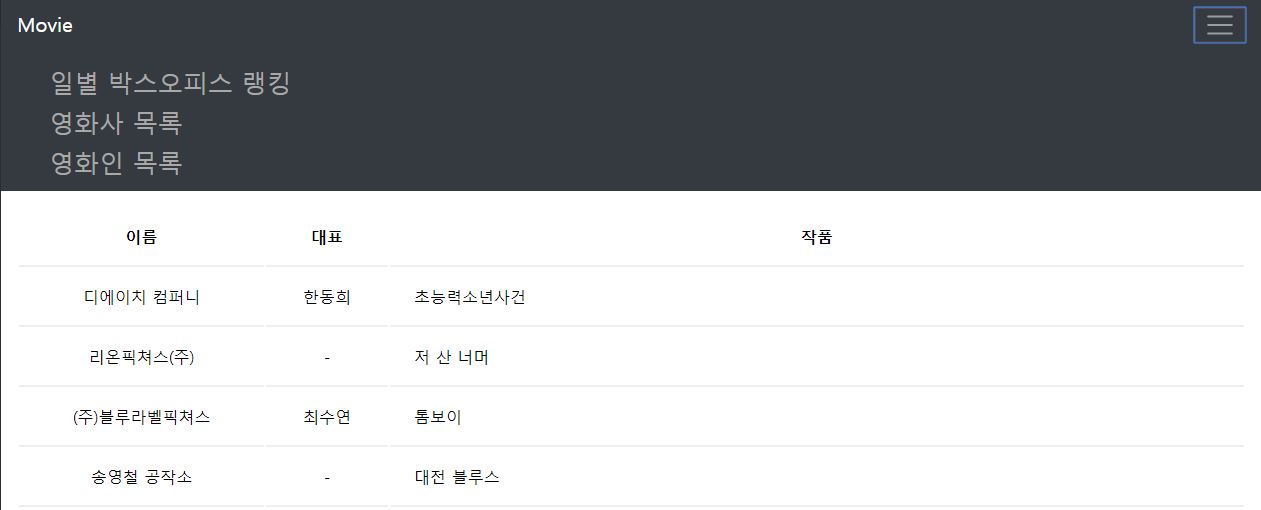 Movie
일별 박스오피스 랭킹
영화사 목록
영화인 목록
이름 대표 작품
디에이치 컴퍼니 한동희 초능력소년사건
리온픽쳐스(주) - 저 산 너머
(주)블루라벨픽쳐스 최수연 톰보이
송영철 공작소 - 대전 블루스